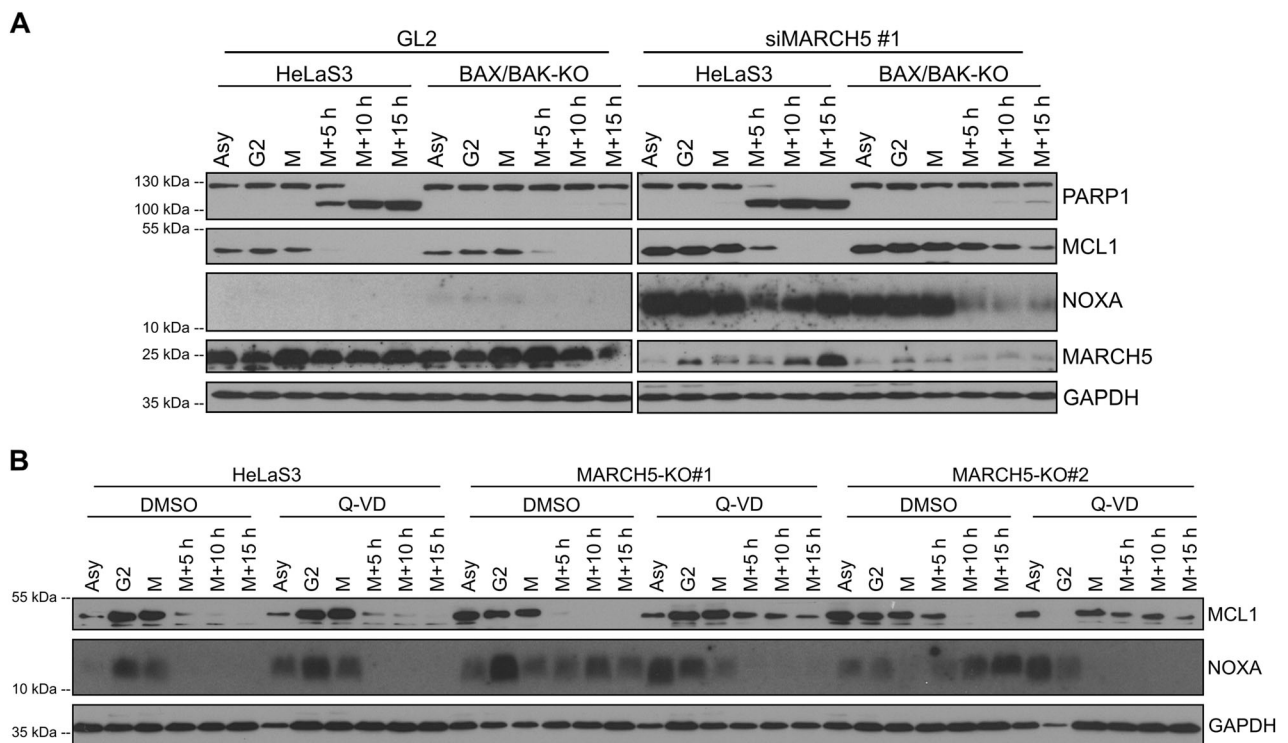 A
GL2 siMARCH5 #1
HeLaS3 BAX/BAK-KO HeLaS3 BAX/BAK-KO
Asy G2 M M+5 h M+10 h M+15 h Asy G2 M M+5 h M+10 h M+15 h Asy G2 M M+5 h M+10 h M+15 h Asy G2 M M+5 h M+10 h M+15 h
130 kDa --
PARP1
100 kDa --
55 kDa --
MCL1
NOXA
10 kDa --
25 kDa -- MARCH5
35 kDa -- GAPDH
B
HeLaS3 MARCH5-KO#1 MARCH5-KO#2
DMSO Q-VD DMSO Q-VD DMSO Q-VD
Asy G2 M M+5 h M+10 h M+15 h Asy G2 M M+5 h M+10 h M+15 h Asy G2 M M+5 h M+10 h M+15 h Asy G2 M M+5 h M+10 h M+15 h Asy G2 M M+5 h M+10 h M+15 h Asy G2 M M+5 h M+10 h M+15 h
55 kDa --
MCL1
NOXA
10 kDa --
35 kDa -- GAPDH